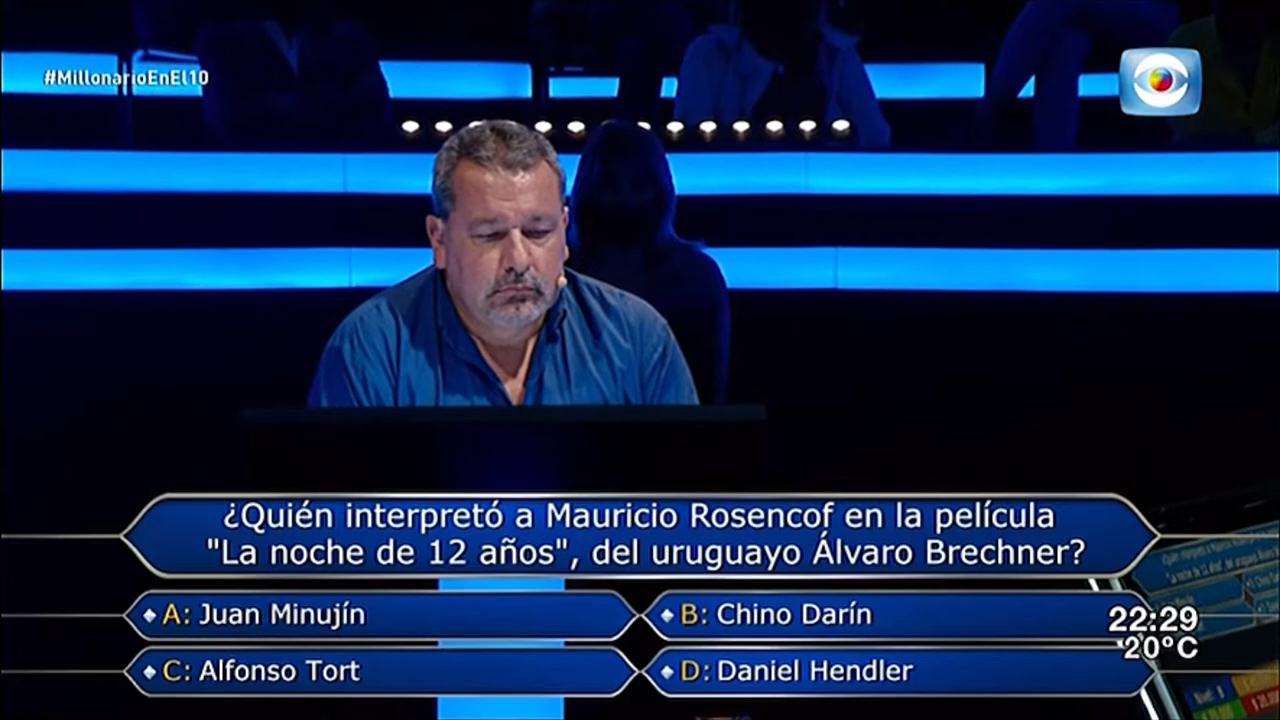 #MillonarioEnEl10
¿Quién interpretó a Mauricio Rosencof en la película
"La noche de 12 años", del uruguayo Álvaro Brechner?
A: Juan Minujín
B: Chino Darín
C: Alfonso Tort
D: Daniel Hendler
22:29
20°C